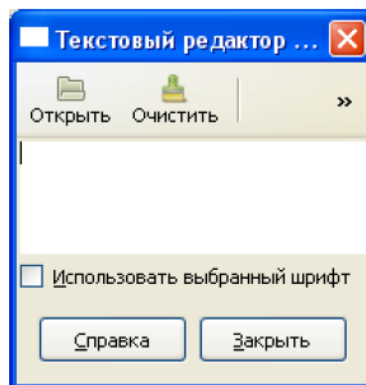 Текстовый редактор ...
Открыть Очистить »
Использовать выбранный шрифт
Справка Закрыть